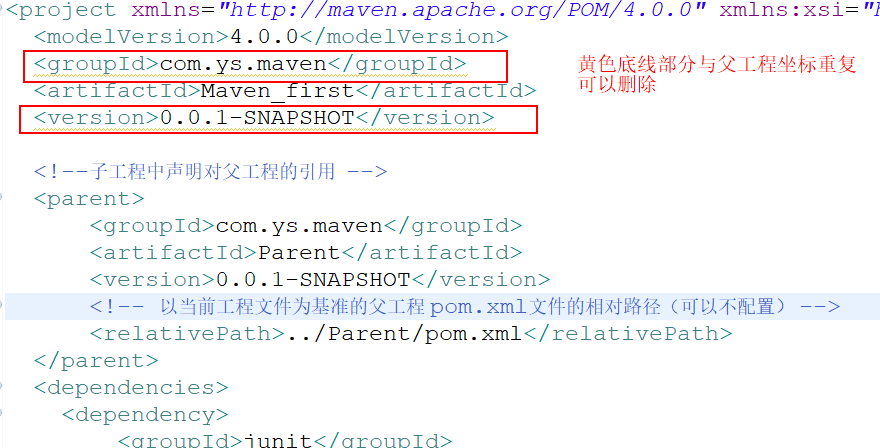 <project xmlns="http://maven.apache.org/POM/4.0.0" xmlns:xsi="
<modelVersion>4.0.0</modelVersion>
<groupId>com.ys.maven</groupId>
黄色底线部分与父工程坐标重复
可以删除
<artifactId>Maven_first</artifactId>
<version>0.0.1-SNAPSHOT</version>
<!--子工程中声明对父工程的引用 -->
<parent>
<groupId>com.ys.maven</groupId>
<artifactId>Parent</artifactId>
<version>0.0.1-SNAPSHOT</version>
<!-- 以当前工程文件为基准的父工程pom.xml文件的相对路径（可以不配置） -->
<relativePath>../Parent/pom.xml</relativePath>
</parent>
<dependencies>
<dependency>
<groupId>junit</groupId>